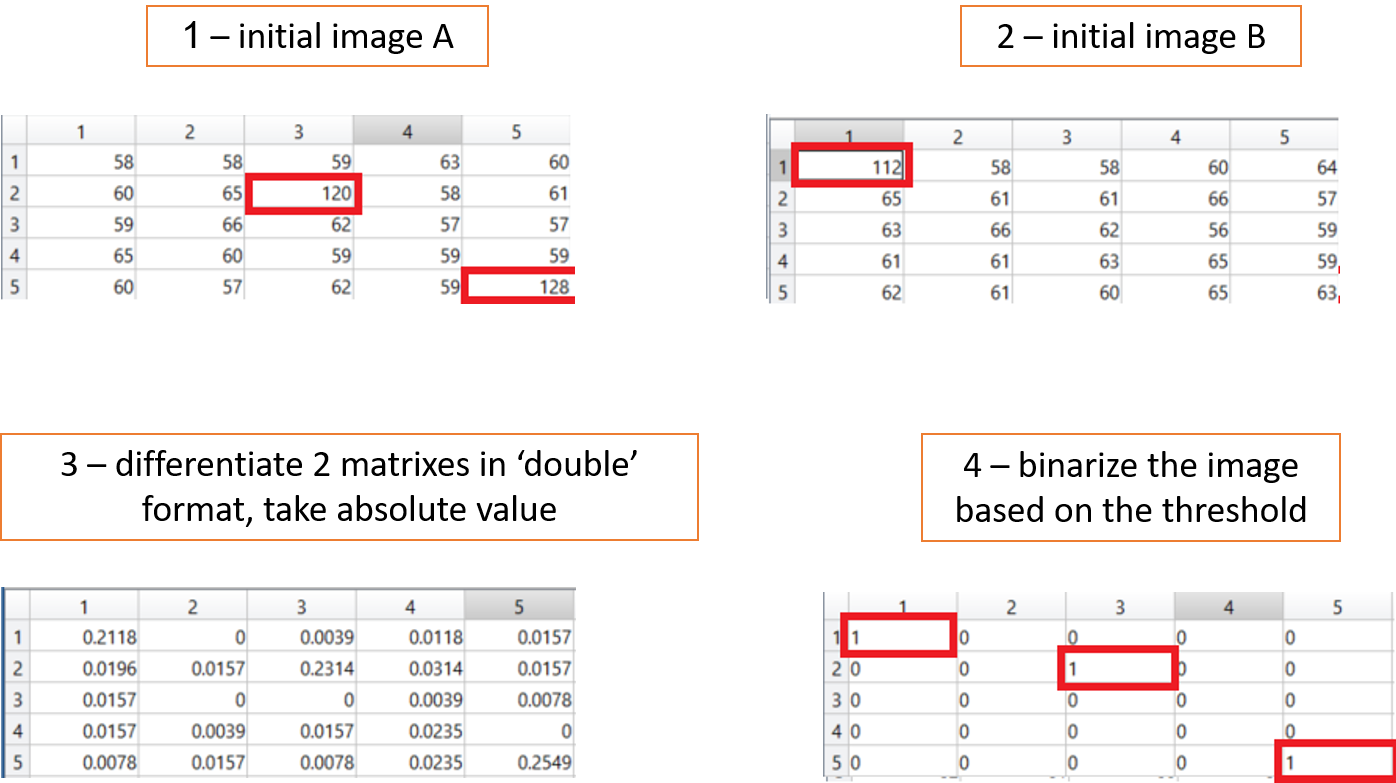 1 – initial image A
2 – initial image B
1 2 3 4 5
1 58 58 59 63 60
2 60 65 120 58 61
3 59 66 62 57 57
4 65 60 59 59 59
5 60 57 62 59 128
1 2 3 4 5
1 112 58 58 60 64
2 65 61 61 66 57
3 63 66 62 56 59
4 61 61 63 65 59
5 62 61 60 65 63
3 – differentiate 2 matrixes in ‘double’
format, take absolute value
4 – binarize the image
based on the threshold
1 2 3 4 5
1 0.2118 0 0.0039 0.0118 0.0157
2 0.0196 0.0157 0.2314 0.0314 0.0157
3 0.0157 0 0 0.0039 0.0078
4 0.0157 0.0039 0.0157 0.0235 0
5 0.0078 0.0157 0.0078 0.0235 0.2549
1 2 3 4 5
1 1 0 0 0 0
2 0 0 1 0 0
3 0 0 0 0 0
4 0 0 0 0 0
5 0 0 0 0 1